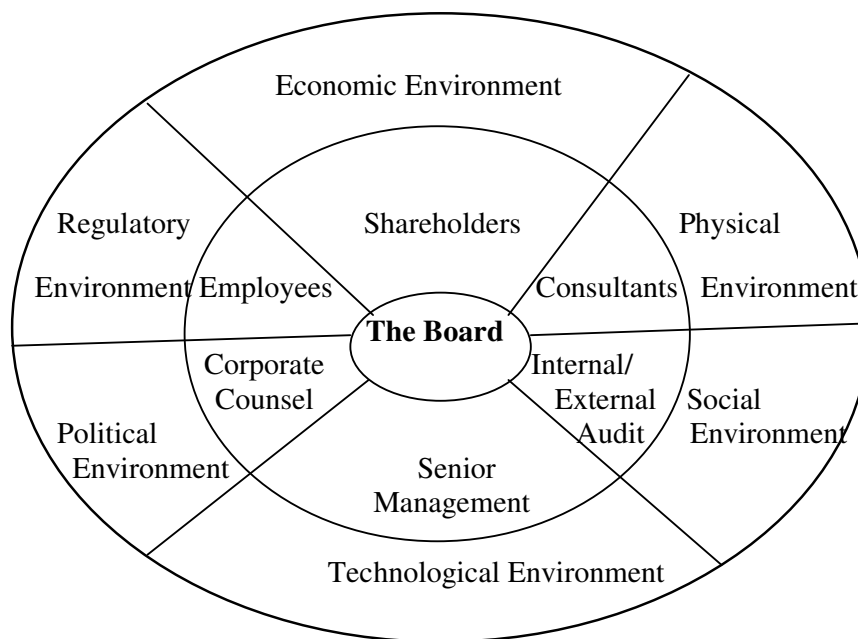 Economic Environment
Regulatory
Environment
Shareholders
Physical
Environment
Employees
Consultants
The Board
Corporate
Counsel
Internal/
External
Audit
Political
Environment
Social
Environment
Senior
Management
Technological Environment